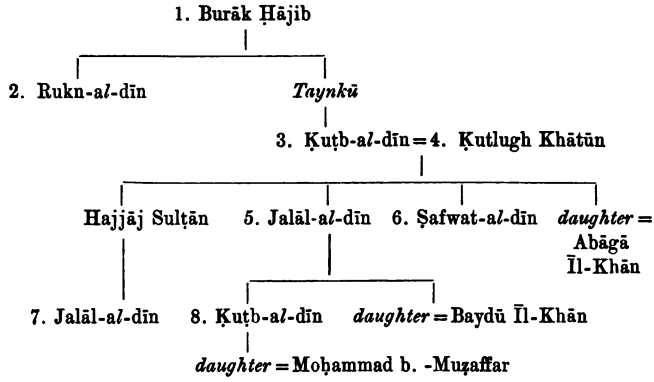 1. Burāk Ḥājib
2. Rukn-al-dīn Taynkū
3. Ḳuṭb-al-dīn=4. Ḳutlugh Khātūn
Hajjāj Sulṭān 5. Jalāl-al-dīn 6. Ṣafwat-al-dīn daughter=
Abāgā
Īl-Khān
7. Jalāl-al-dīn 8. Ḳuṭb-al-dīn daughter=Baydū Īl-Khān
daughter=Moḥammad b. -Muẓaffar